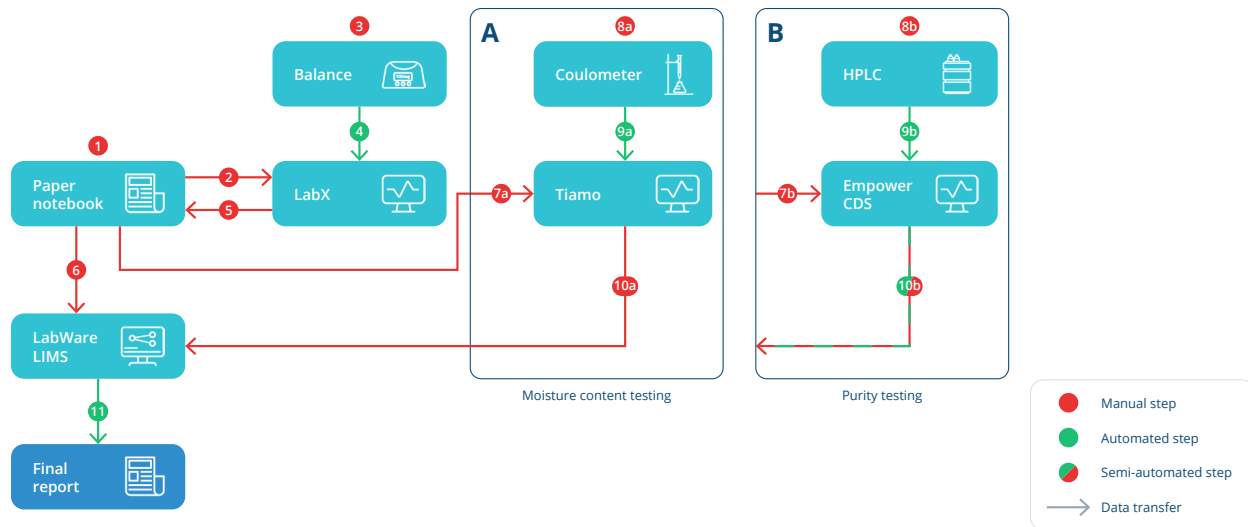 A
B
3
8a
8b
Balance
100mg
Coulometer
HPLC
4
9a
9b
1
Paper
notebook
2
5
LabX
7a
Tiamo
7b
Empower
CDS
6
10a
10b
LabWare
LIMS
11
Moisture content testing
Purity testing
Final
report
Manual step
Automated step
Semi-automated step
Data transfer